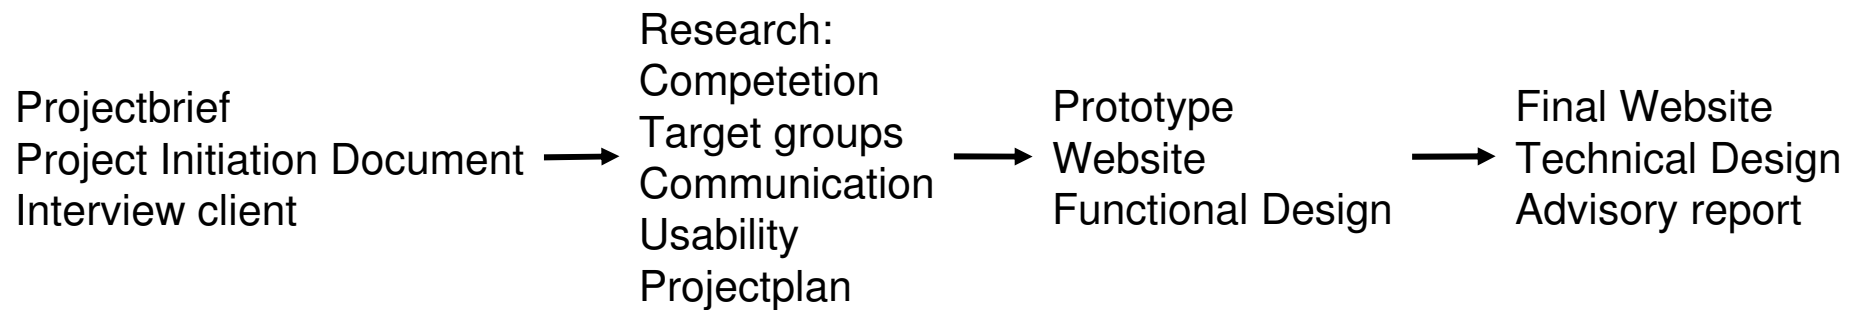 Projectbrief
Project Initiation Document
Interview client
Research:
Competetion
Target groups
Communication
Usability
Projectplan
Prototype
Website
Functional Design
Final Website
Technical Design
Advisory report